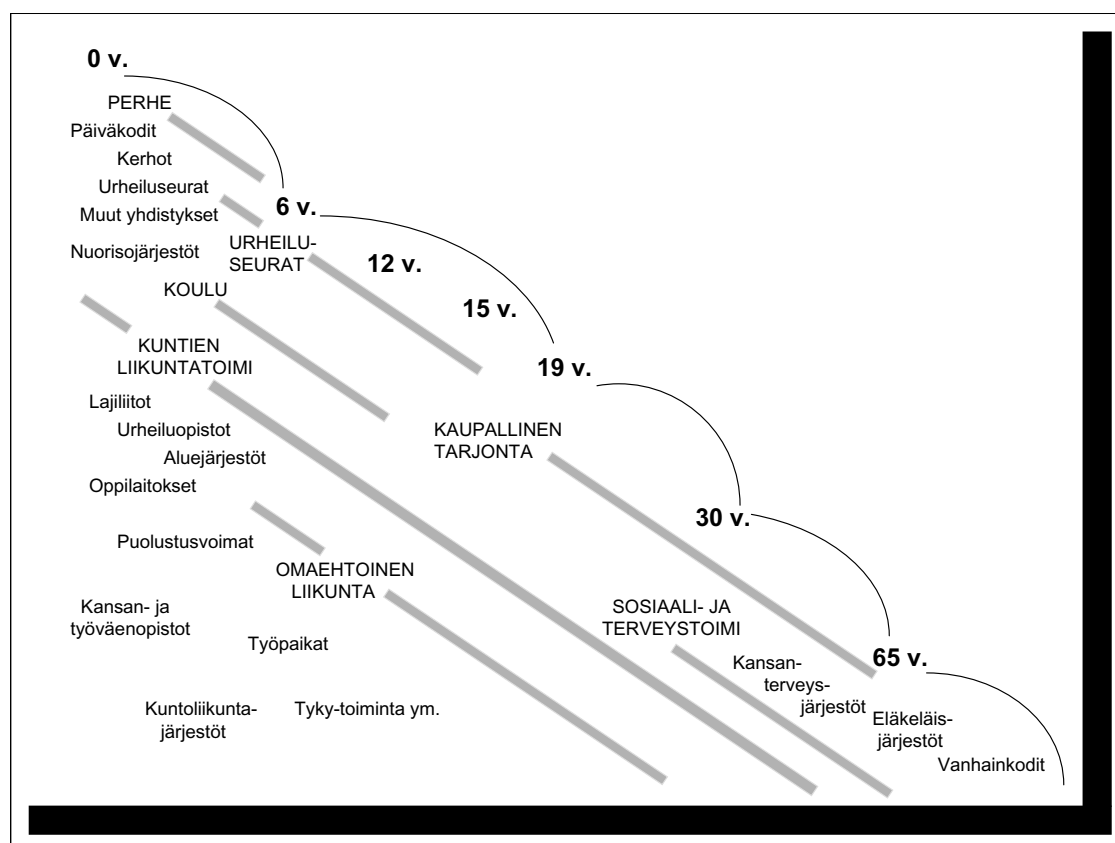 0 v.
PERHE
Päiväkodit
Kerhot
Urheiluseurat
Muut yhdistykset
6 v.
Nuorisojärjestöt
URHEILU-
SEURAT
12 v.
KOULU
15 v.
KUNTIEN
LIIKUNTATOIMI
19 v.
Lajiliitot
Urheiluopistot
Aluejärjestöt
Oppilaitokset
KAUPALLINEN
TARJONTA
30 v.
Puolustusvoimat
OMAEHTOINEN
LIIKUNTA
Kansan- ja
työväenopistot
Työpaikat
SOSIAALI- JA
TERVEYSTOIMI
65 v.
Kansan-
terveys-
järjestöt
Kuntoliikunta-
järjestöt
Tyky-toiminta ym.
Eläkeläis-
järjestöt
Vanhainkodit